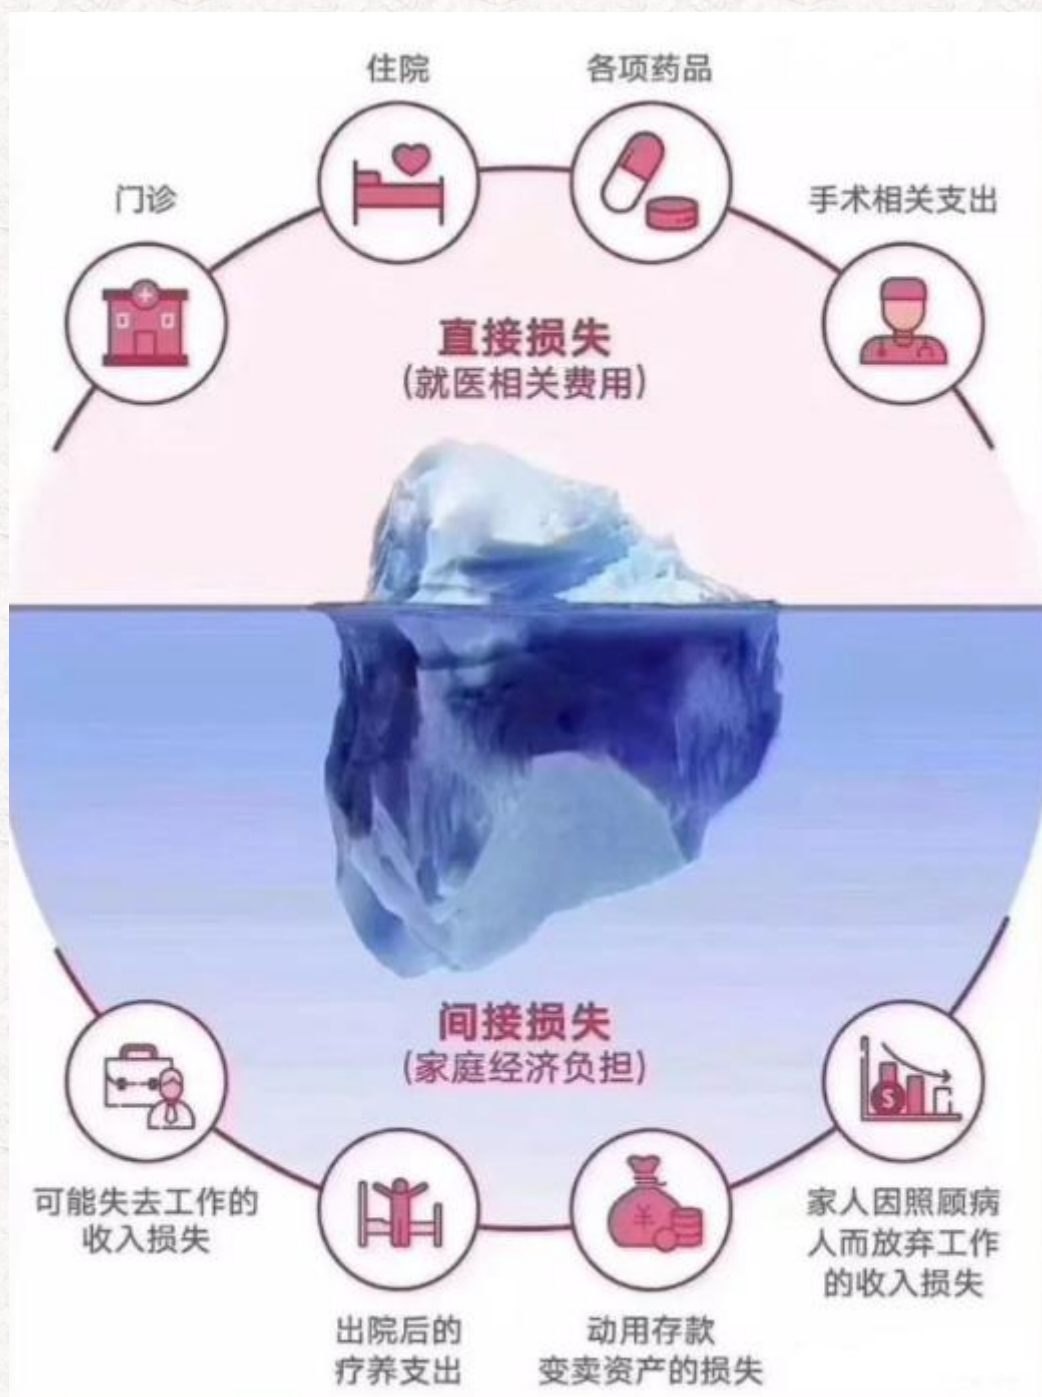 住院
各项药品
门诊
手术相关支出
直接损失
(就医相关费用)
间接损失
(家庭经济负担)
可能失去工作的
收入损失
家人因照顾病
人而放弃工作
的收入损失
出院后的
疗养支出
动用存款
变卖资产的损失
$
¥